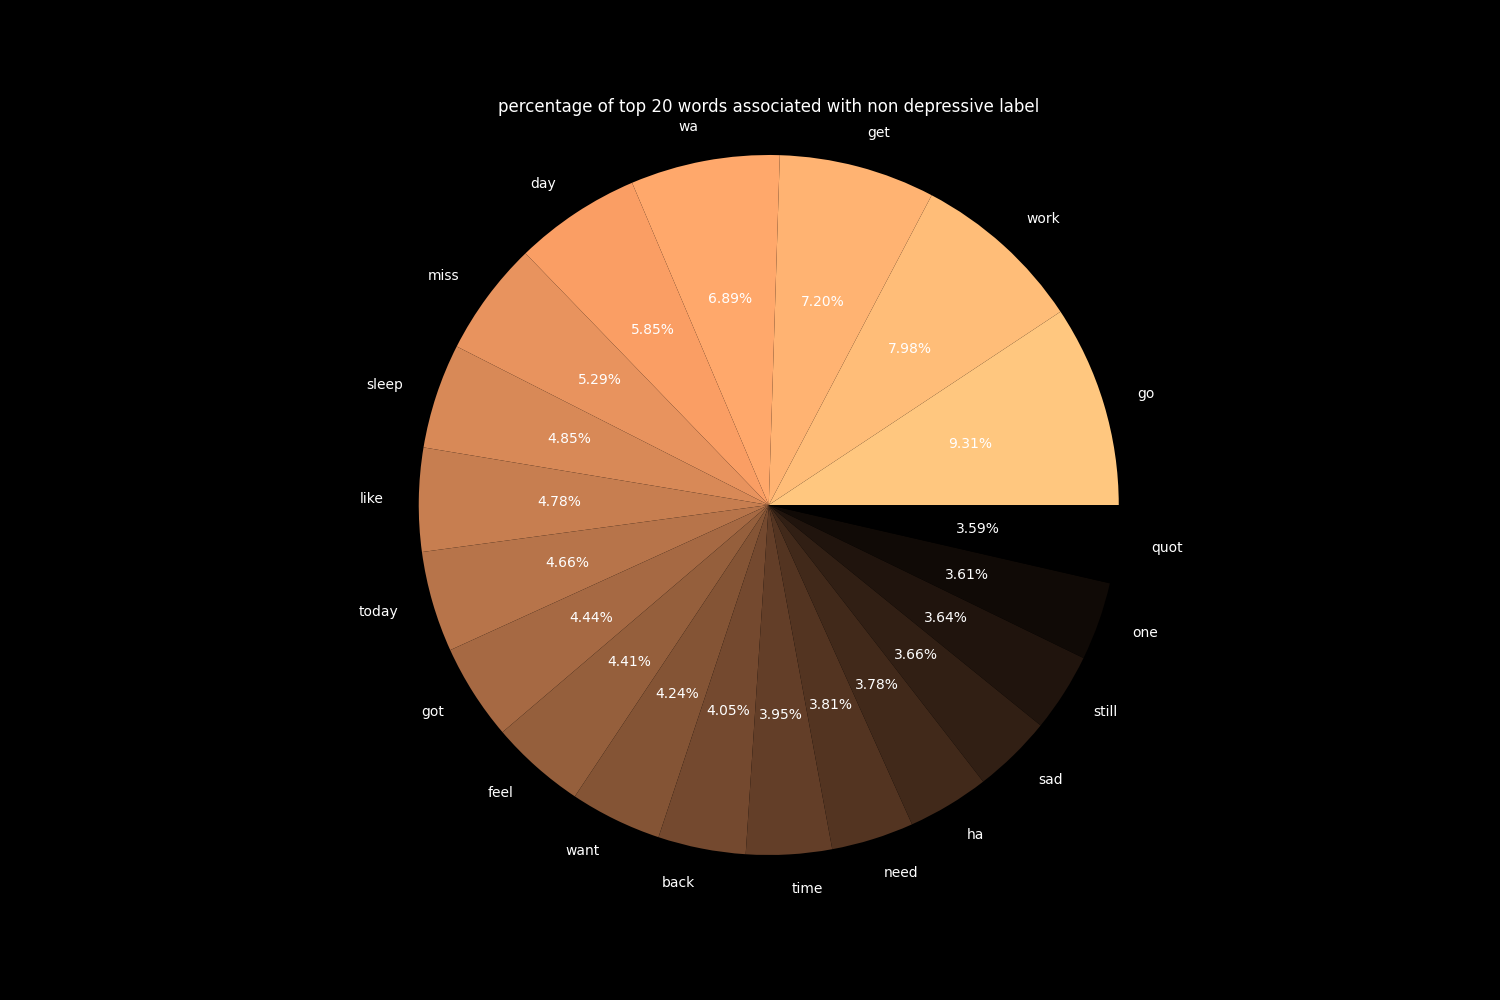 percentage of top 20 words associated with non depressive label
wa
get
day
work
miss
6.89%
7.20%
5.85%
7.98%
5.29%
sleep
go
4.85%
9.31%
like
4.78%
3.59%
quot
4.66%
3.61%
today
4.44%
3.64%
one
4.41%
3.66%
4.24%
3.78%
4.05%
3.95%
3.81%
got
still
feel
sad
want
ha
back
time
need